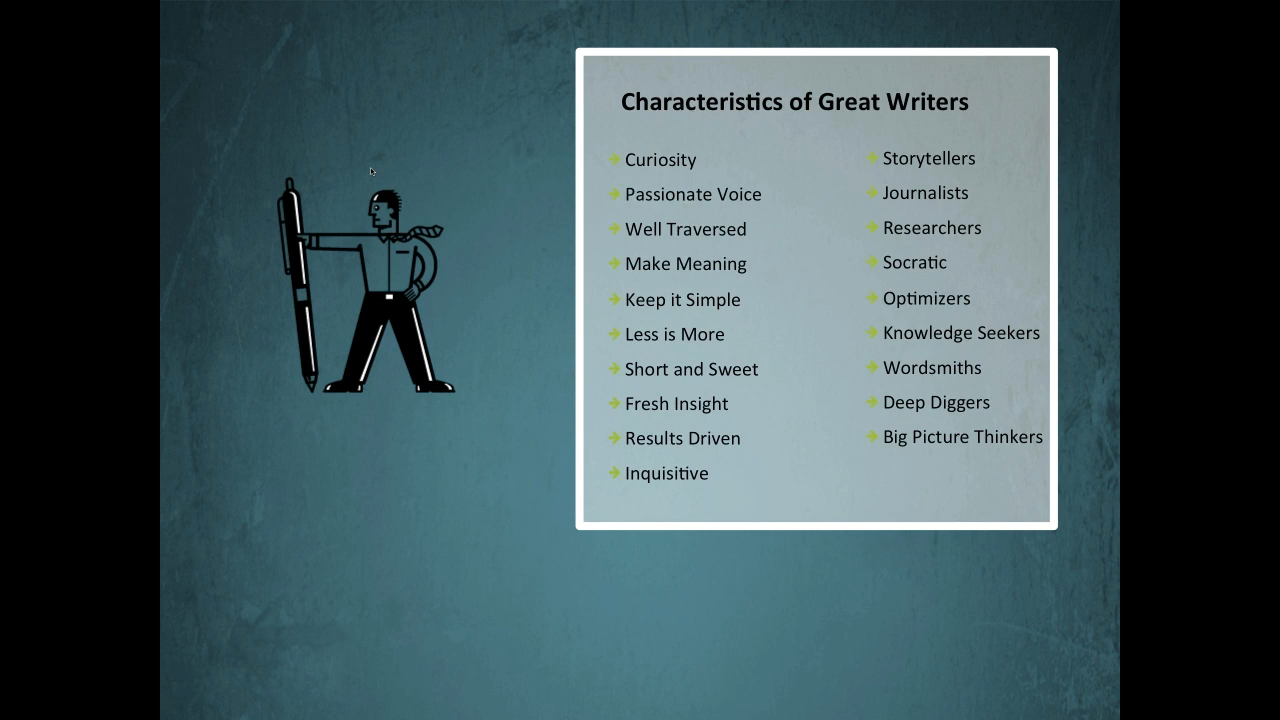 Characteristics of Great Writers
Curiosity
Passionate Voice
Well Traversed
Make Meaning
Keep it Simple
Less is More
Short and Sweet
Fresh Insight
Results Driven
Inquisitive
Storytellers
Journalists
Researchers
Socratic
Optimizers
Knowledge Seekers
Wordsmiths
Deep Diggers
Big Picture Thinkers